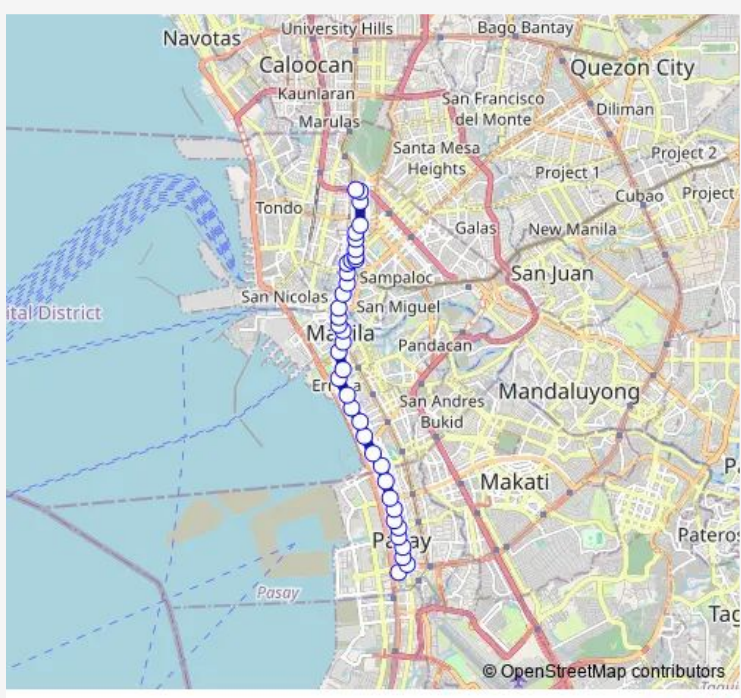 Navotas
University Hills
Bago Bantay
Caloocan
Quezon City
Kaunlaran
San Francisco
del Monte
Diliman
Marulas
Santa Mesa
Heights
Project 2
Project 1
Cubao
Project
Tondo
Galas
New Manila
Sampaloc
San Juan
San Nicolas
San Miguel
ital District
Pandacan
Mandaluyong
San Andres
Bukid
Makati
Pateros
Pasay
Tag
© OpenStreetMap contributors